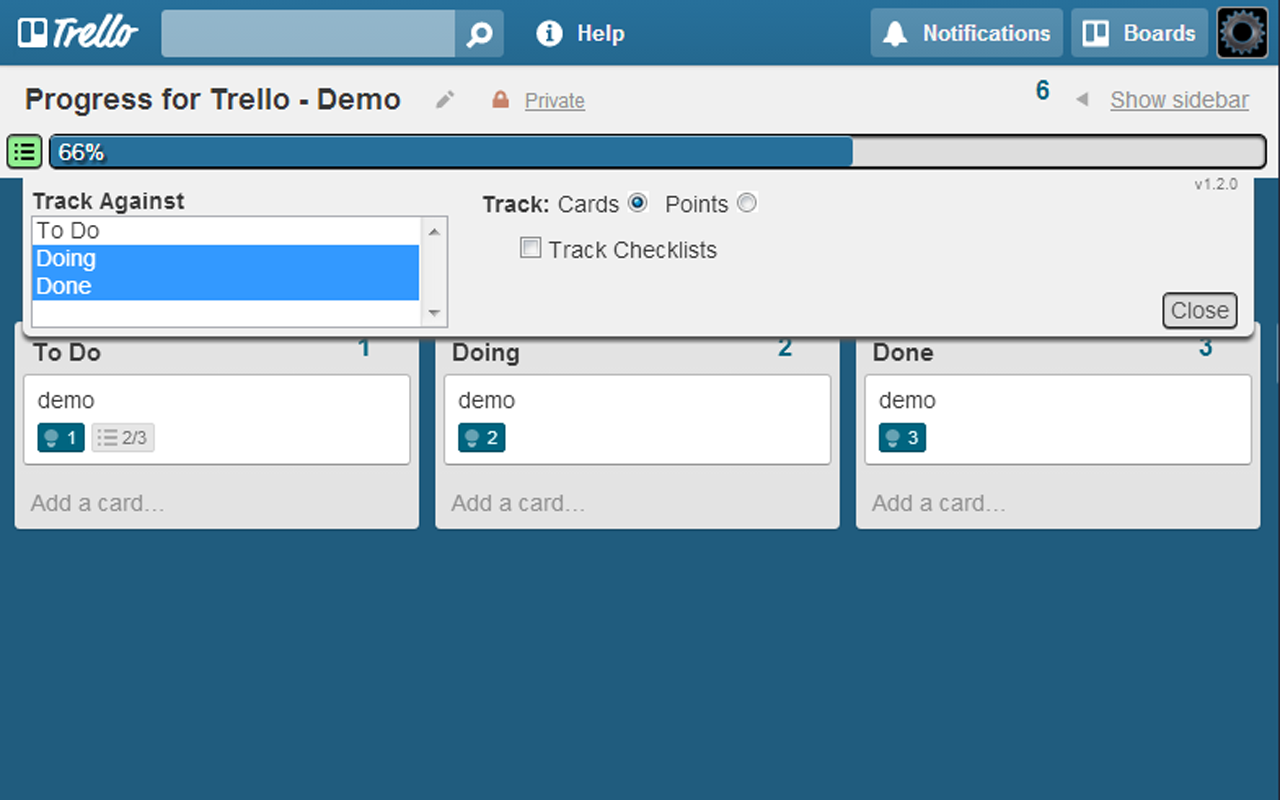 Trello Help Notifications Boards
Progress for Trello - Demo Private 6 Show sidebar
66%
v1.2.0
Track Against
To Do
Doing
Done
Track: Cards Points
Track Checklists
Close
To Do 1
demo
1 2/3
Add a card...
Doing 2
demo
2
Add a card...
Done 3
demo
3
Add a card...